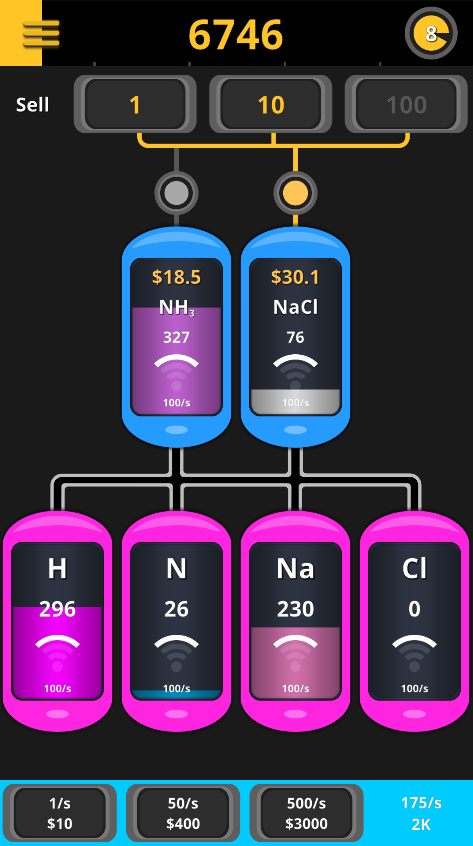 6746
8
Sell 1 10 100
$18.5 $30.1
NH₃ NaCl
327 76
100/s 100/s
H N Na Cl
296 26 230 0
100/s 100/s 100/s 100/s
1/s 50/s 500/s 175/s
$10 $400 $3000 2K